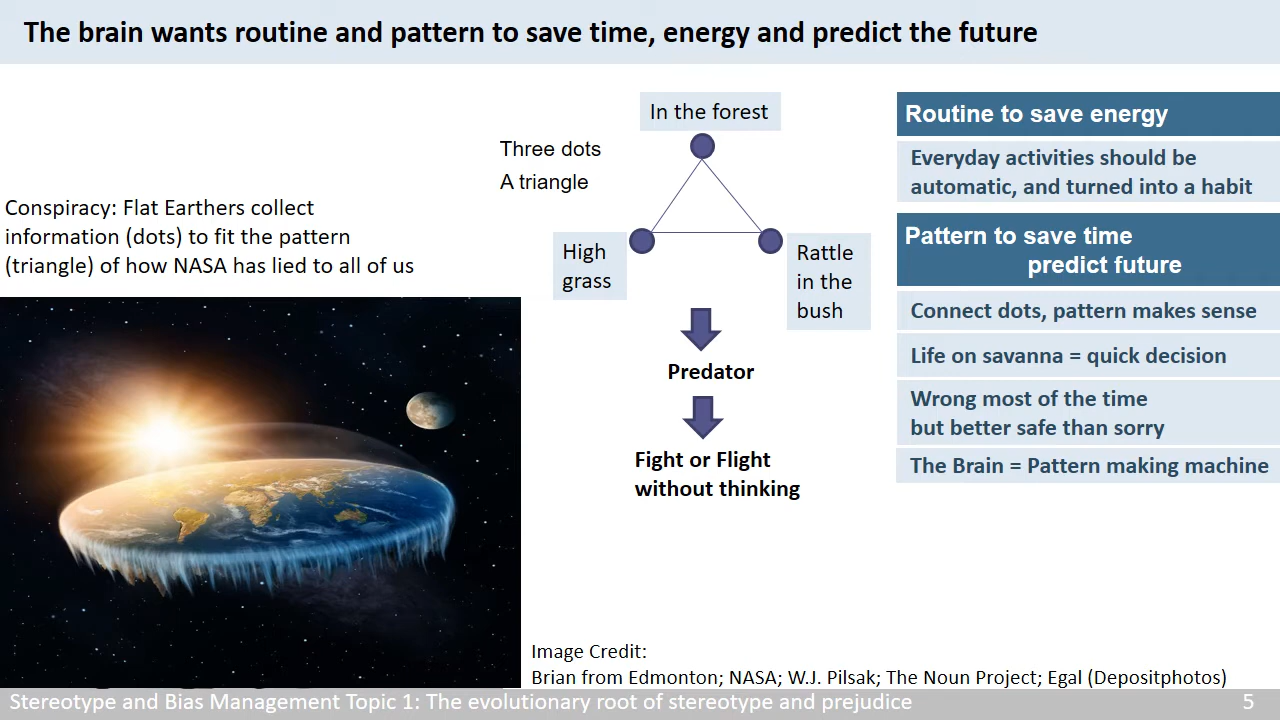 The brain wants routine and pattern to save time, energy and predict the future
In the forest
Three dots
A triangle
High
grass
Rattle
in the
bush
Predator
Fight or Flight
without thinking
Conspiracy: Flat Earthers collect
information (dots) to fit the pattern
(triangle) of how NASA has lied to all of us
Routine to save energy
Everyday activities should be
automatic, and turned into a habit
Pattern to save time
predict future
Connect dots, pattern makes sense
Life on savanna = quick decision
Wrong most of the time
but better safe than sorry
The Brain = Pattern making machine
Image Credit:
Brian from Edmonton; NASA; W.J. Pilsak; The Noun Project; Egal (Depositphotos)
Stereotype and Bias Management Topic 1: The evolutionary root of stereotype and prejudice
5